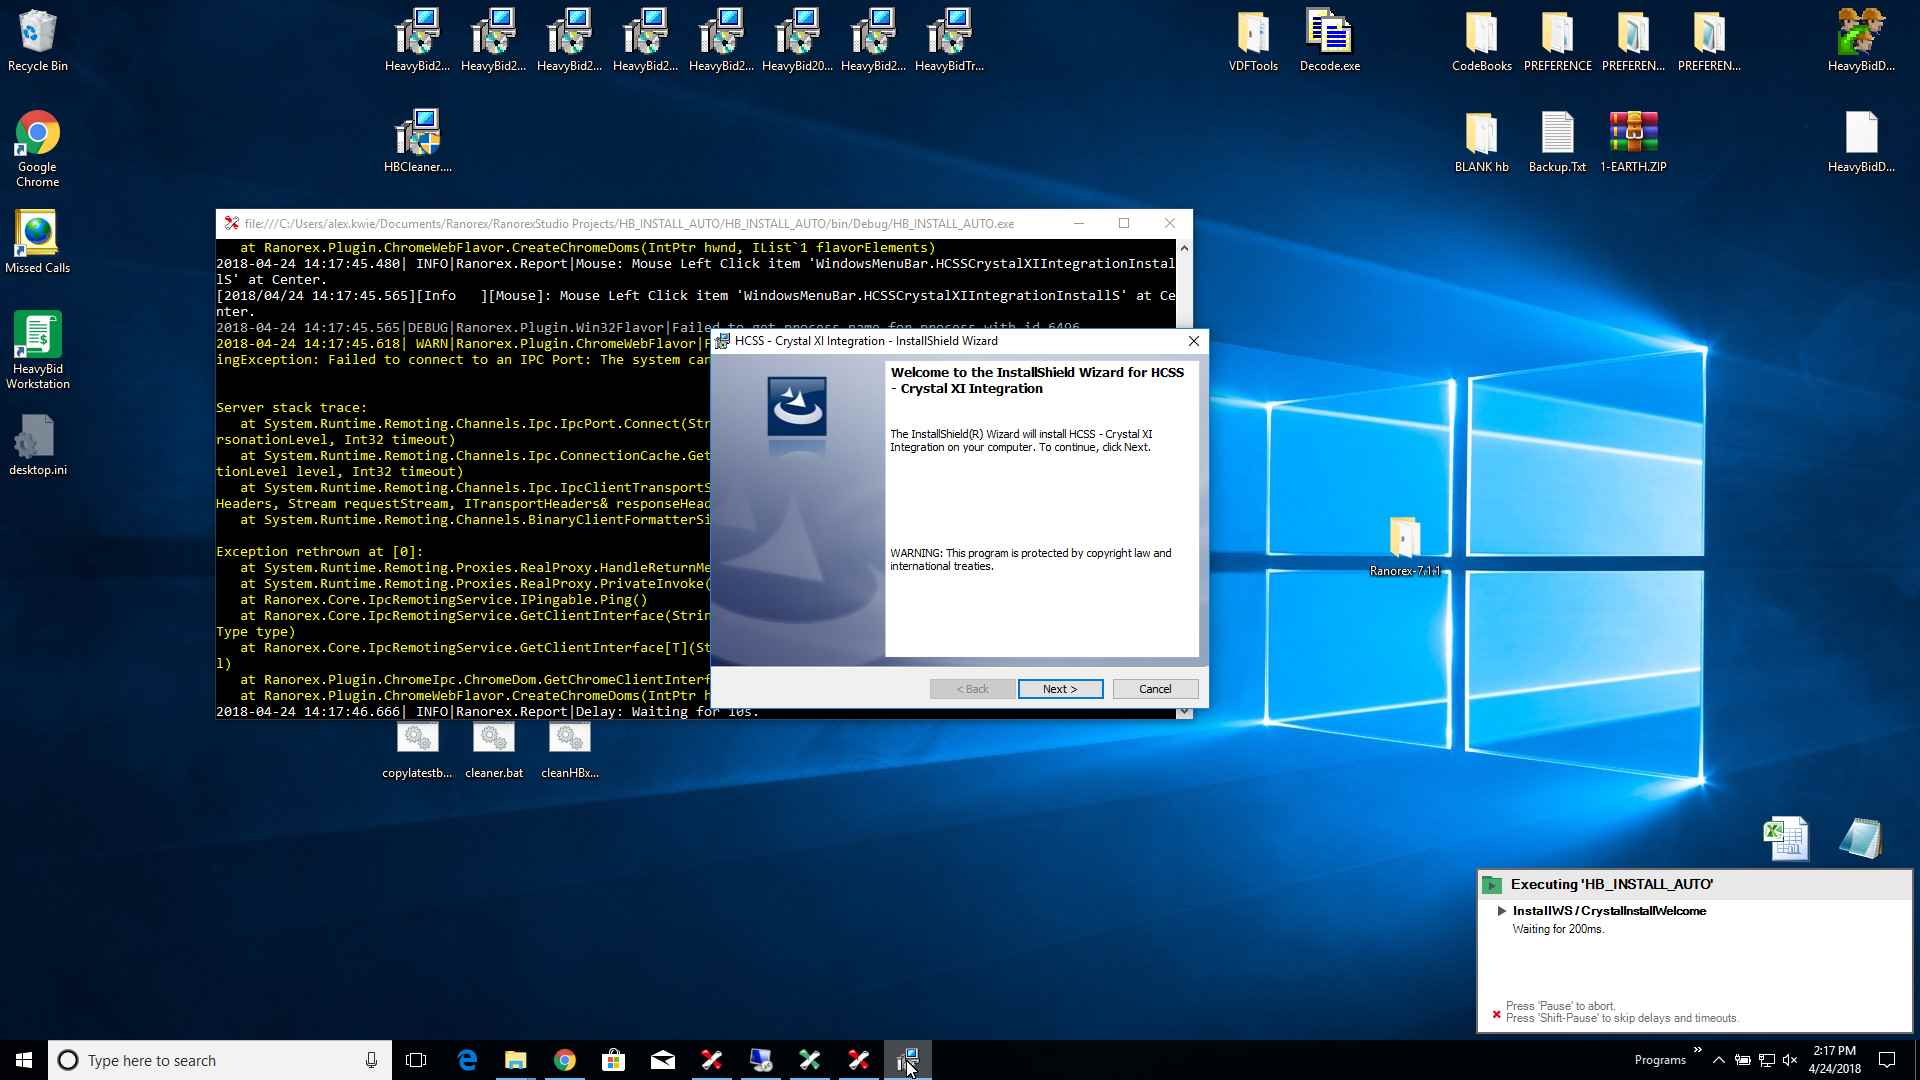 Recycle Bin
HeavyBid2...
HeavyBid2...
HeavyBid2...
HeavyBid2...
HeavyBid2...
HeavyBid20...
HeavyBid2...
HeavyBidTr...
VDFTools
Decode.exe
CodeBooks
PREFERENCE
PREFEREN...
PREFEREN...
HeavyBidD...
Google
Chrome
HBCleaner....
BLANK hb
Backup.Txt
1-EARTH.ZIP
HeavyBidD...
Missed Calls
HeavyBid
Workstation
desktop.ini
file:///C:/Users/alex.kwie/Documents/Ranorex/RanorexStudio Projects/HB_INSTALL_AUTO/HB_INSTALL_AUTO/bin/Debug/HB_INSTALL_AUTO.exe
at Ranorex.Plugin.ChromeWebFlavor.CreateChromeDoms(IntPtr hwnd, IList`1 flavorElements)
2018-04-24 14:17:45.480| INFO|Ranorex.Report|Mouse: Mouse Left Click item 'WindowsMenuBar.HCSSCrystalXIIntegrationInstal
lS' at Center.
[2018/04/24 14:17:45.565][Info   ][Mouse]: Mouse Left Click item 'WindowsMenuBar.HCSSCrystalXIIntegrationInstallS' at Ce
nter.
2018-04-24 14:17:45.565|DEBUG|Ranorex.Plugin.Win32Flavor|Failed to get process name for process with id 6496
2018-04-24 14:17:45.618| WARN|Ranorex.Plugin.ChromeWebFlavor|F
ingException: Failed to connect to an IPC Port: The system can
Server stack trace:
at System.Runtime.Remoting.Channels.Ipc.IpcPort.Connect(Str
rsonationLevel, Int32 timeout)
at System.Runtime.Remoting.Channels.Ipc.ConnectionCache.Get
tionLevel level, Int32 timeout)
at System.Runtime.Remoting.Channels.Ipc.IpcClientTransportS
Headers, Stream requestStream, ITransportHeaders& responseHead
at System.Runtime.Remoting.Channels.BinaryClientFormatterSi
Exception rethrown at [0]:
at System.Runtime.Remoting.Proxies.RealProxy.HandleReturnMe
at System.Runtime.Remoting.Proxies.RealProxy.PrivateInvoke(
at Ranorex.Core.IpcRemotingService.IPingable.Ping()
at Ranorex.Core.IpcRemotingService.GetClientInterface(Strin
Type type)
at Ranorex.Core.IpcRemotingService.GetClientInterface[T](St
l)
at Ranorex.Plugin.ChromeIpc.ChromeDom.GetChromeClientInterf
at Ranorex.Plugin.ChromeWebFlavor.CreateChromeDoms(IntPtr h
2018-04-24 14:17:46.666| INFO|Ranorex.Report|Delay: Waiting for 10s.
HCSS - Crystal XI Integration - InstallShield Wizard
Welcome to the InstallShield Wizard for HCSS
- Crystal XI Integration
The InstallShield(R) Wizard will install HCSS - Crystal XI
Integration on your computer. To continue, click Next.
WARNING: This program is protected by copyright law and
international treaties.
< Back
Next >
Cancel
Ranorex-7.1.1
copylatestb...
cleaner.bat
cleanHBx...
Executing 'HB_INSTALL_AUTO'
InstallWS / CrystalInstallWelcome
Waiting for 200ms.
Press 'Pause' to abort.
Press 'Shift-Pause' to skip delays and timeouts.
Type here to search
Programs
2:17 PM
4/24/2018